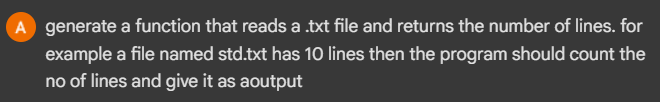 A
generate a function that reads a .txt file and returns the number of lines. for
example a file named std.txt has 10 lines then the program should count the
no of lines and give it as aoutput